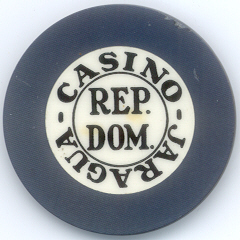 CASINO
REP.
DOM.
-JARAGUA-